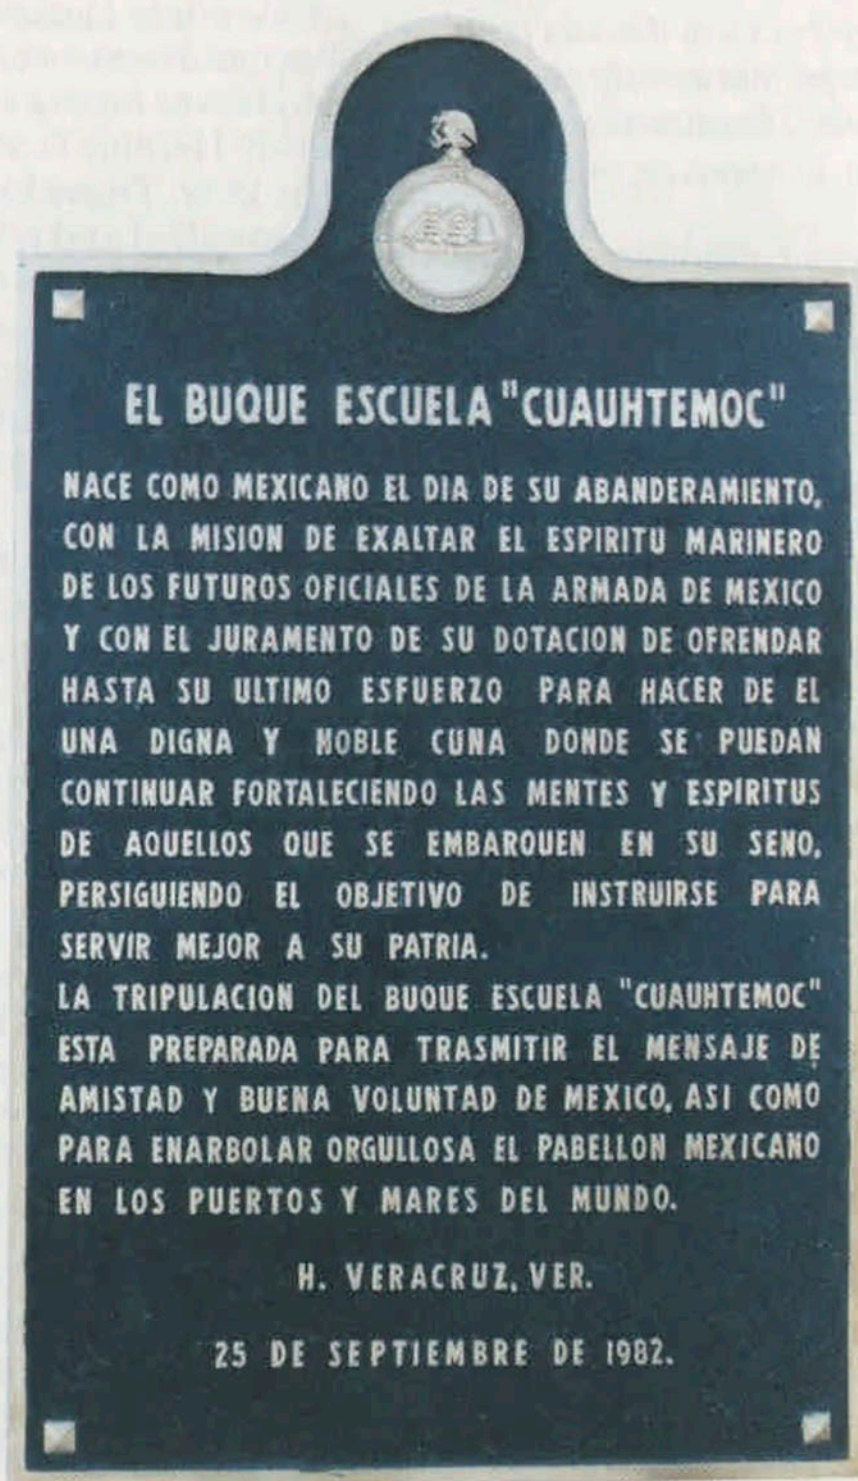 EL BUQUE ESCUELA "CUAUHTEMOC"
NACE COMO MEXICANO EL DIA DE SU ABANDERAMIENTO,
CON LA MISION DE EXALTAR EL ESPIRITU MARINERO
DE LOS FUTUROS OFICIALES DE LA ARMADA DE MEXICO
Y CON EL JURAMENTO DE SU DOTACION DE OFRENDAR
HASTA SU ULTIMO ESFUERZO PARA HACER DE EL
UNA DIGNA Y NOBLE CUNA DONDE SE PUEDAN
CONTINUAR FORTALECIENDO LAS MENTES Y ESPIRITUS
DE AQUELLOS QUE SE EMBARQUEN EN SU SENO,
PERSIGUIENDO EL OBJETIVO DE INSTRUIRSE PARA
SERVIR MEJOR A SU PATRIA.
LA TRIPULACION DEL BUQUE ESCUELA "CUAUHTEMOC"
ESTA PREPARADA PARA TRASMITIR EL MENSAJE DE
AMISTAD Y BUENA VOLUNTAD DE MEXICO, ASI COMO
PARA ENARBOLAR ORGULLOSA EL PABELLON MEXICANO
EN LOS PUERTOS Y MARES DEL MUNDO.
H. VERACRUZ, VER.
25 DE SEPTIEMBRE DE 1982.